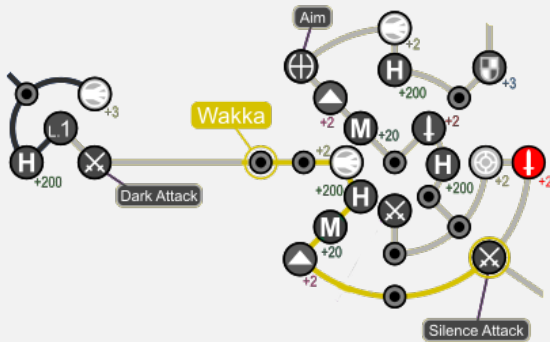 Aim
+2
H
+200
+3
+3
L.1
+2
M
+20
+2
Wakka
+2
H
+200
Dark Attack
+200
H
H
+200
+2
+2
M
+20
+2
Silence Attack